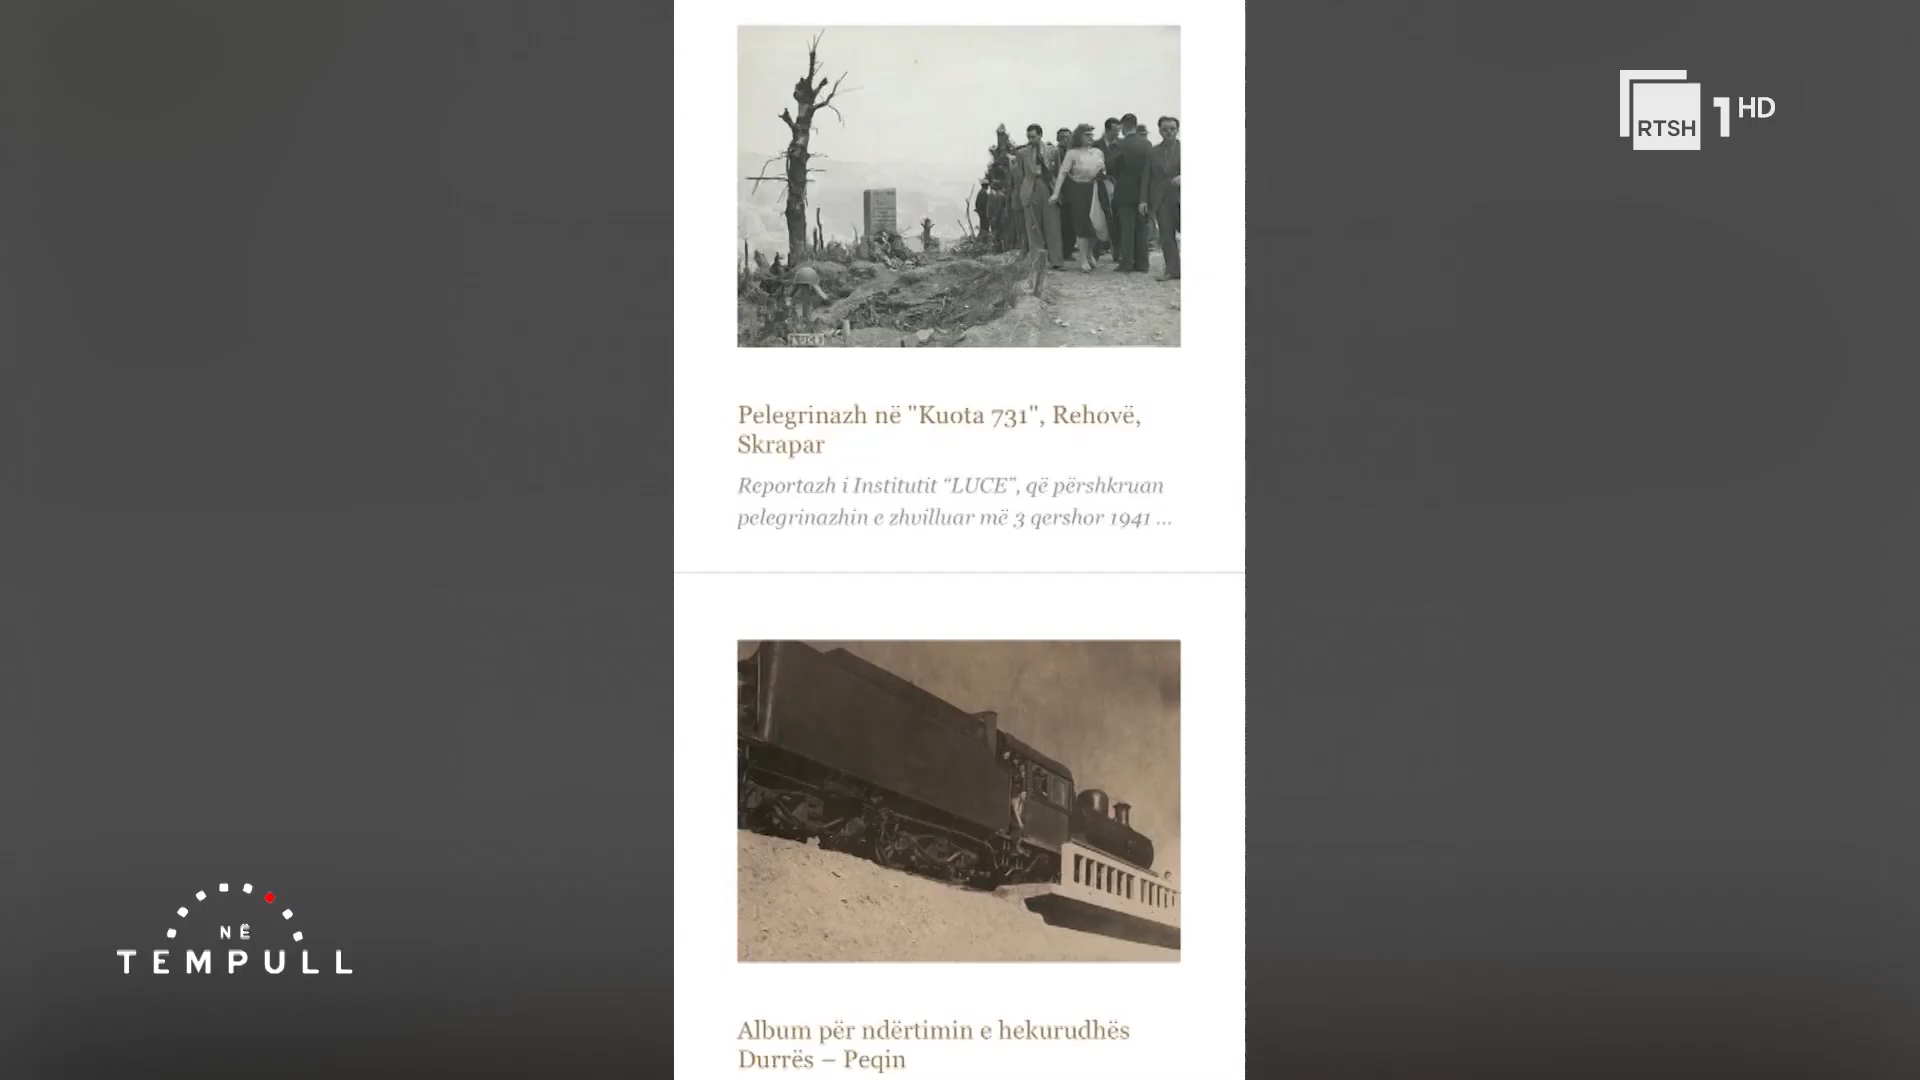 RTSH 1 HD
LUCE
Pelegrinazh në "Kuota 731", Rehovë,
Skrapar
Reportazh i Institutit “LUCE”, që përshkruan
pelegrinazhin e zhvilluar më 3 qershor 1941 ...
NË
TEMPULL
Album për ndërtimin e hekurudhës
Durrës – Peqin